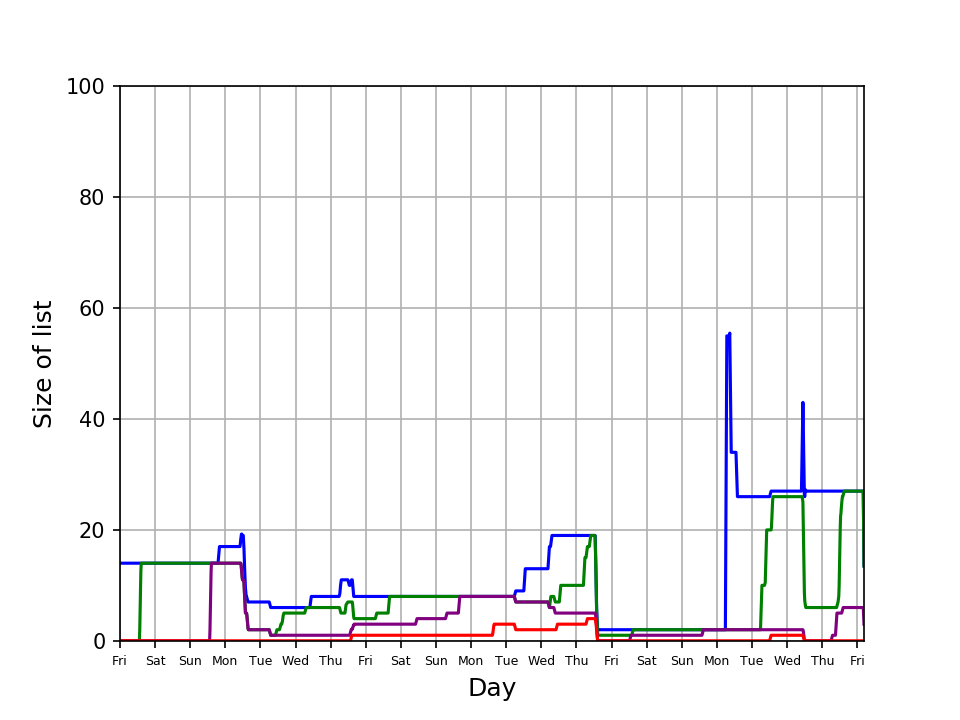 100
80
60
40
20
0
Size of list
Fri Sat Sun Mon Tue Wed Thu Fri Sat Sun Mon Tue Wed Thu Fri Sat Sun Mon Tue Wed Thu Fri
Day